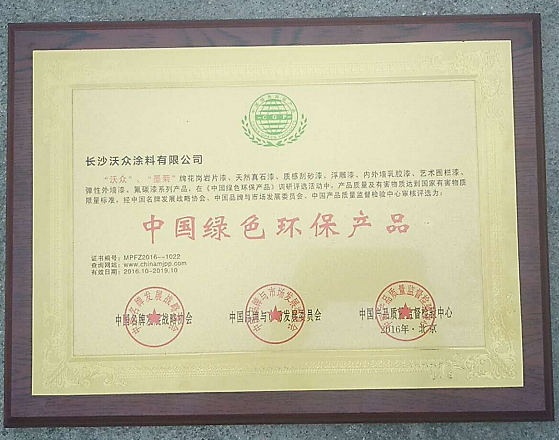 CGP
长沙沃众涂料有限公司
“沃众”、“墨菊”牌花岗岩片漆、天然真石漆、质感刮砂漆、浮雕漆、内外墙乳胶漆、艺术围栏漆、
弹性外墙漆、氟碳漆系列产品，在《中国绿色环保产品》调研评选活动中，产品质量及有害物质达到国家有害物质
限量标准，经中国名牌发展战略协会、中国品牌与市场发展委员会、中国产品质量监督检验中心审核评选为：
中国绿色环保产品
证书编号：MPFZ2016--1022
查询网站：www.chinamjpp.com
有效日期：2016.10-2019.10
中国名牌发展战略协会
中国品牌与市场发展委员会
中国产品质量监督检验中心
2016年·北京